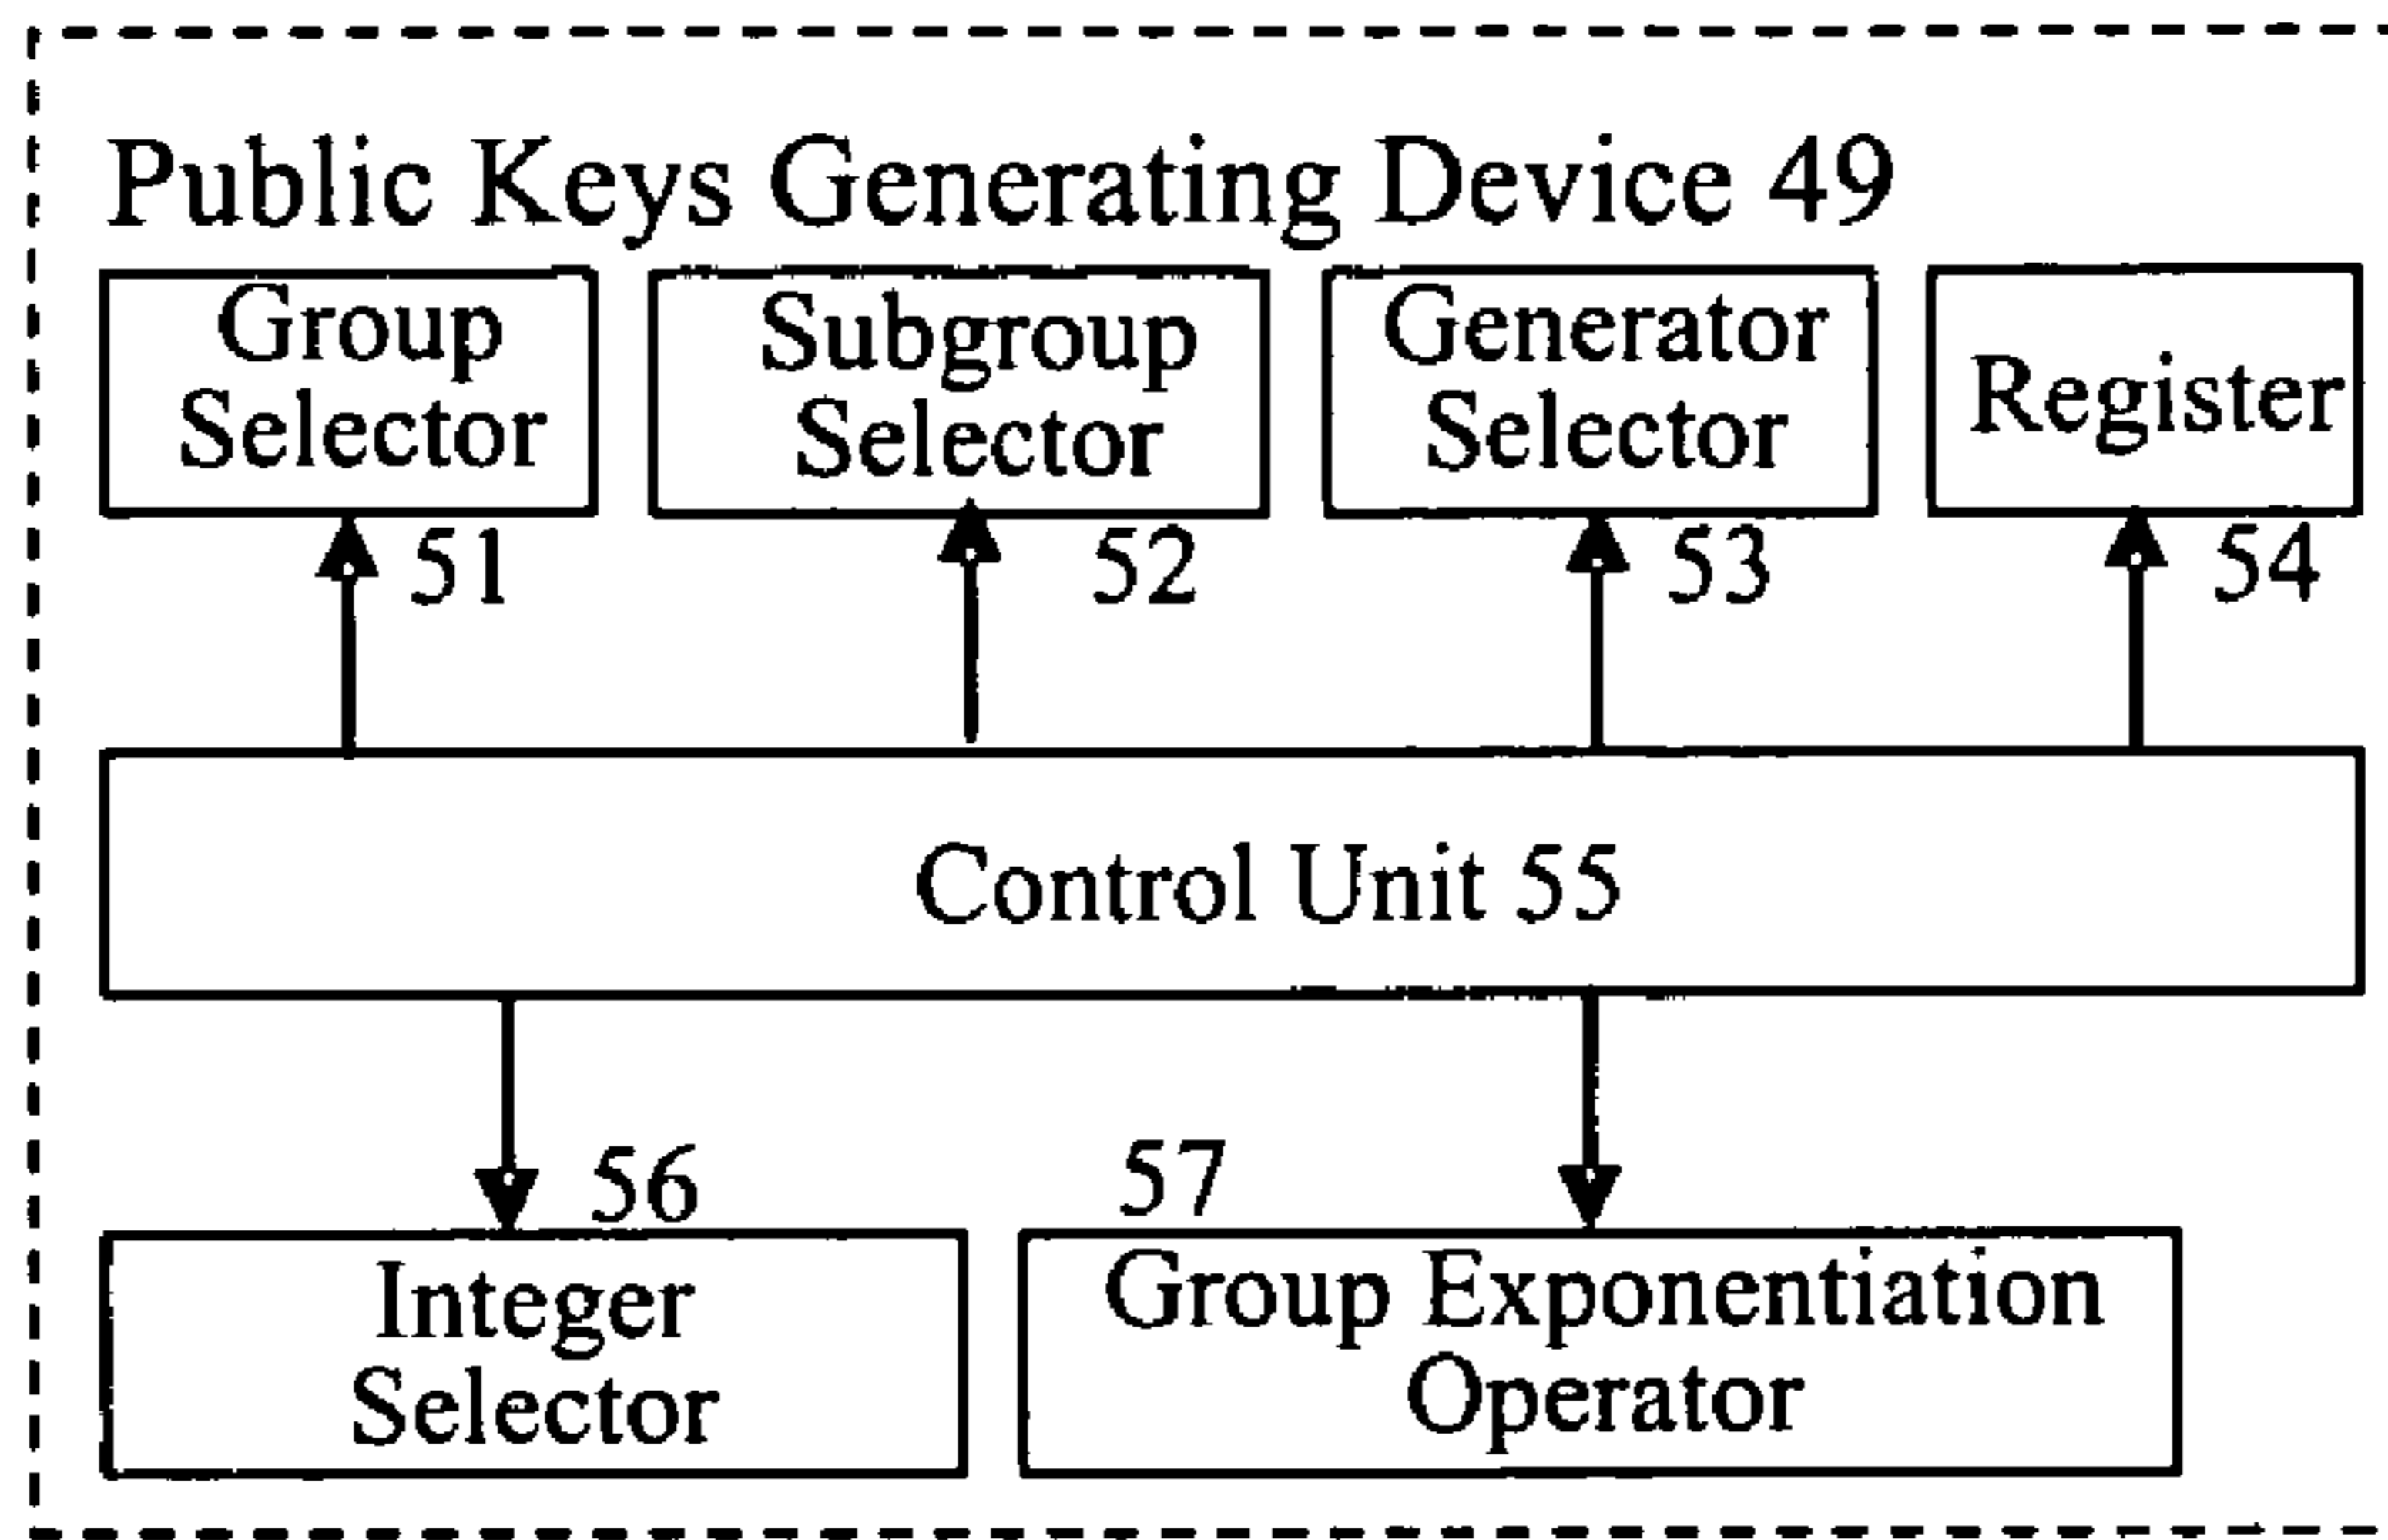 Public Keys Generating Device 49
Group
Selector
Subgroup
Selector
Generator
Selector
Register
51
52
53
54
Control Unit 55
56
57
Integer
Selector
Group Exponentiation
Operator